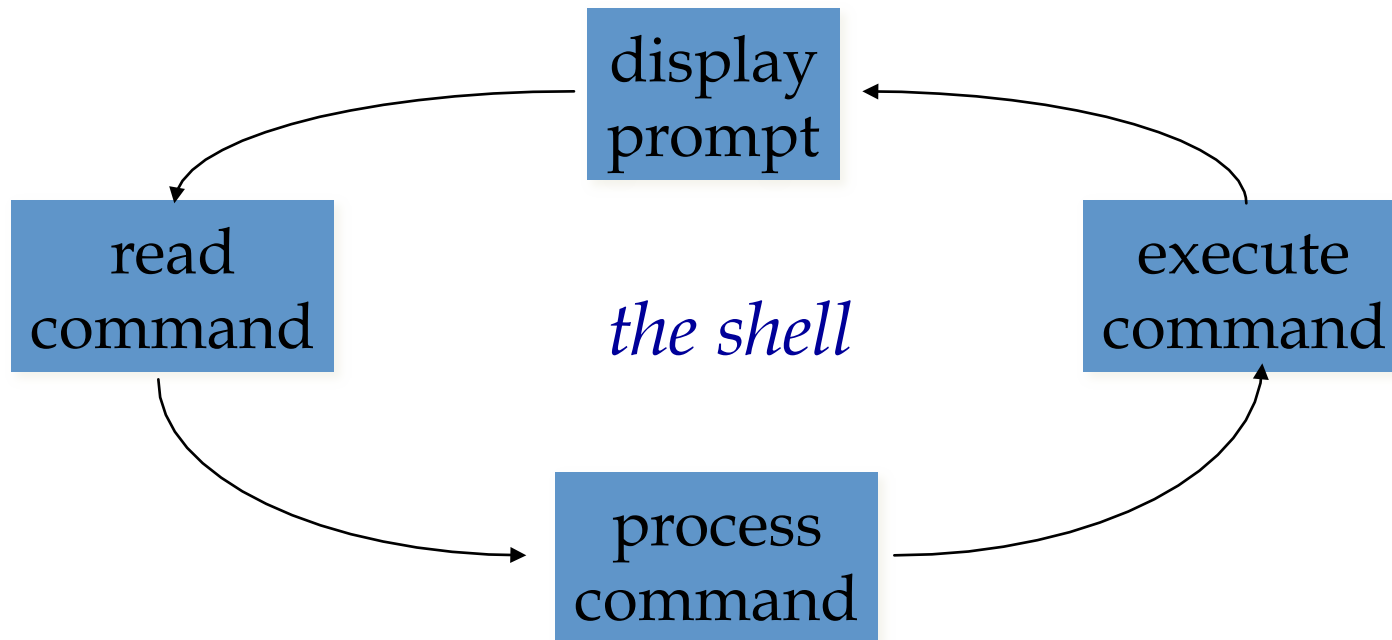 display
prompt
read
command
the shell
execute
command
process
command